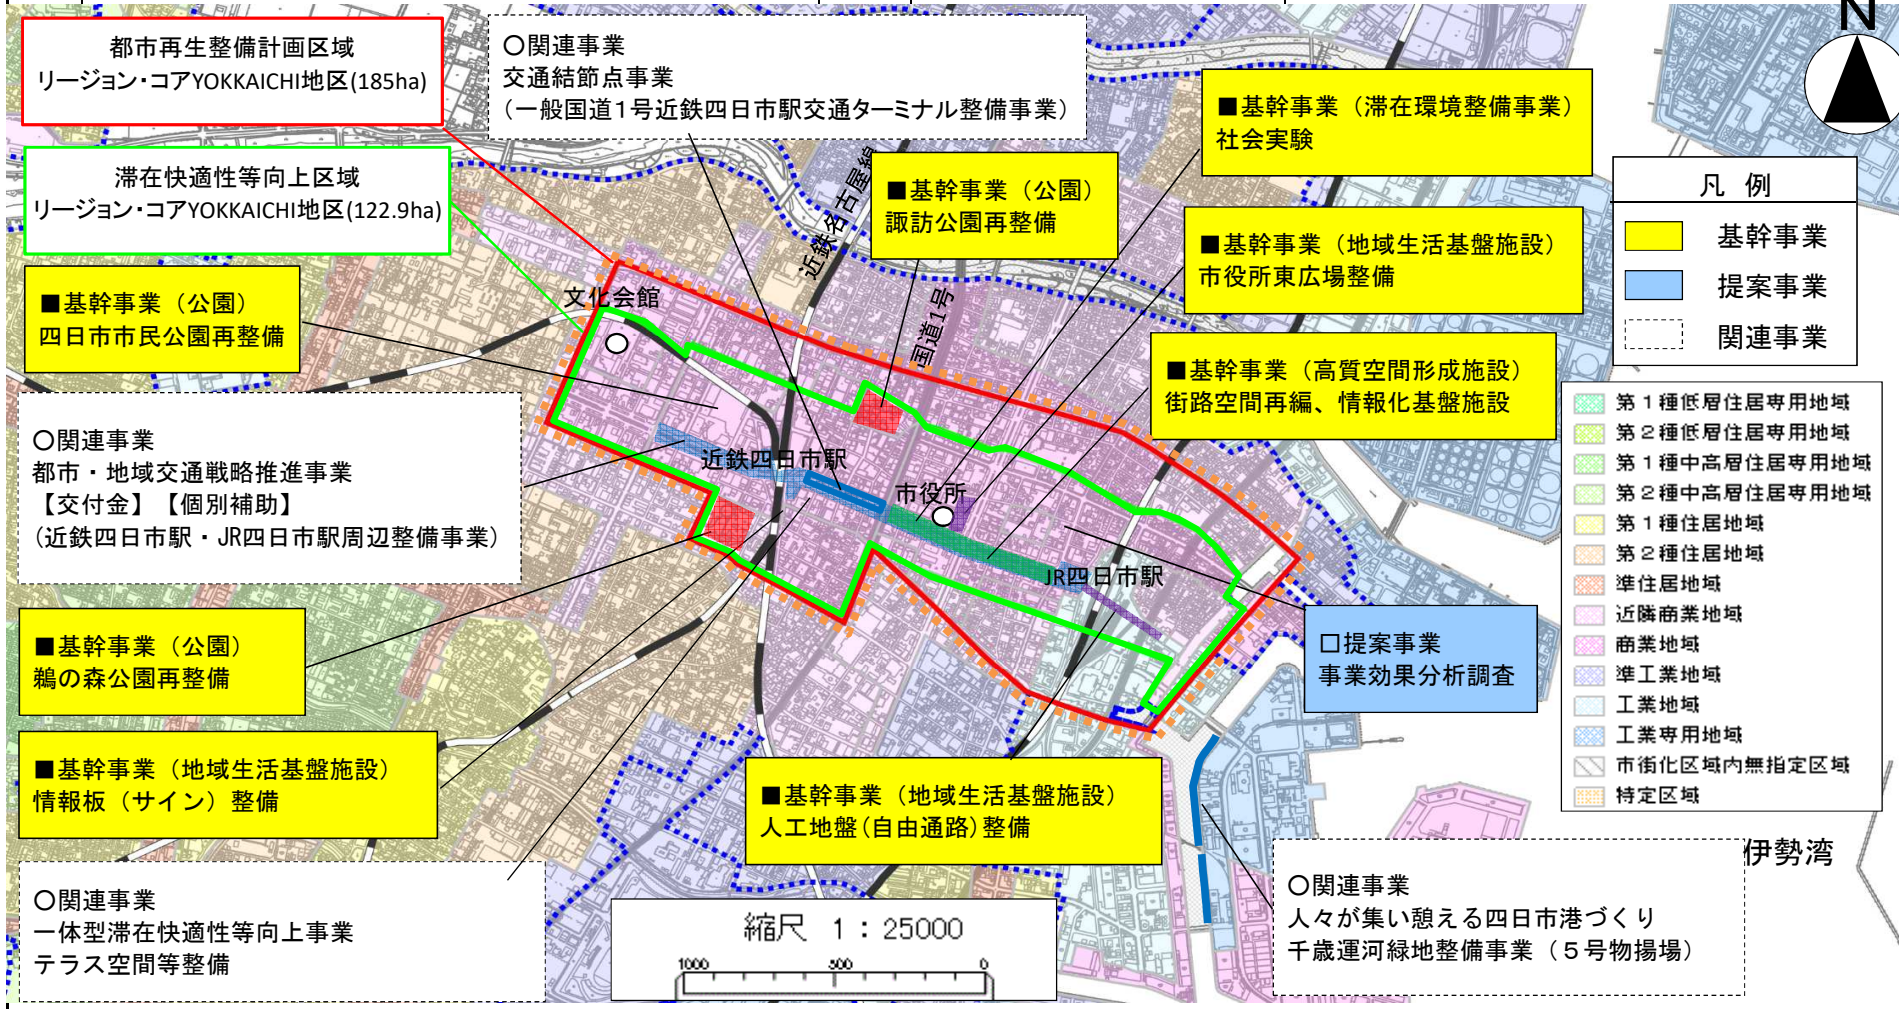 都市再生整備計画区域
リージョン・コアYOKKAICHI地区(185ha)
滞在快適性等向上区域
リージョン・コアYOKKAICHI地区(122.9ha)
■基幹事業（公園）
四日市市民公園再整備
〇関連事業
都市・地域交通戦略推進事業
【交付金】【個別補助】
(近鉄四日市駅・JR四日市駅周辺整備事業)
■基幹事業（公園）
鵜の森公園再整備
■基幹事業（地域生活基盤施設）
情報板（サイン）整備
〇関連事業
一体型滞在快適性等向上事業
テラス空間等整備
〇関連事業
交通結節点事業
(一般国道1号近鉄四日市駅交通ターミナル整備事業)
■基幹事業（公園）
諏訪公園再整備
■基幹事業（滞在環境整備事業）
社会実験
■基幹事業（地域生活基盤施設）
市役所東広場整備
■基幹事業（高質空間形成施設）
街路空間再編、情報化基盤施設
近鉄名古屋線
国道1号
文化会館
近鉄四日市駅
市役所
JR四日市駅
□提案事業
事業効果分析調査
■基幹事業（地域生活基盤施設）
人工地盤(自由通路)整備
〇関連事業
人々が集い憩える四日市港づくり
千歳運河緑地整備事業（５号物揚場）
伊勢湾
縮尺 1：25000
1000 500 0
N
凡 例
基幹事業
提案事業
関連事業
第１種低層住居専用地域
第２種低層住居専用地域
第１種中高層住居専用地域
第２種中高層住居専用地域
第１種住居地域
第２種住居地域
準住居地域
近隣商業地域
商業地域
準工業地域
工業地域
工業専用地域
市街化区域内無指定区域
特定区域